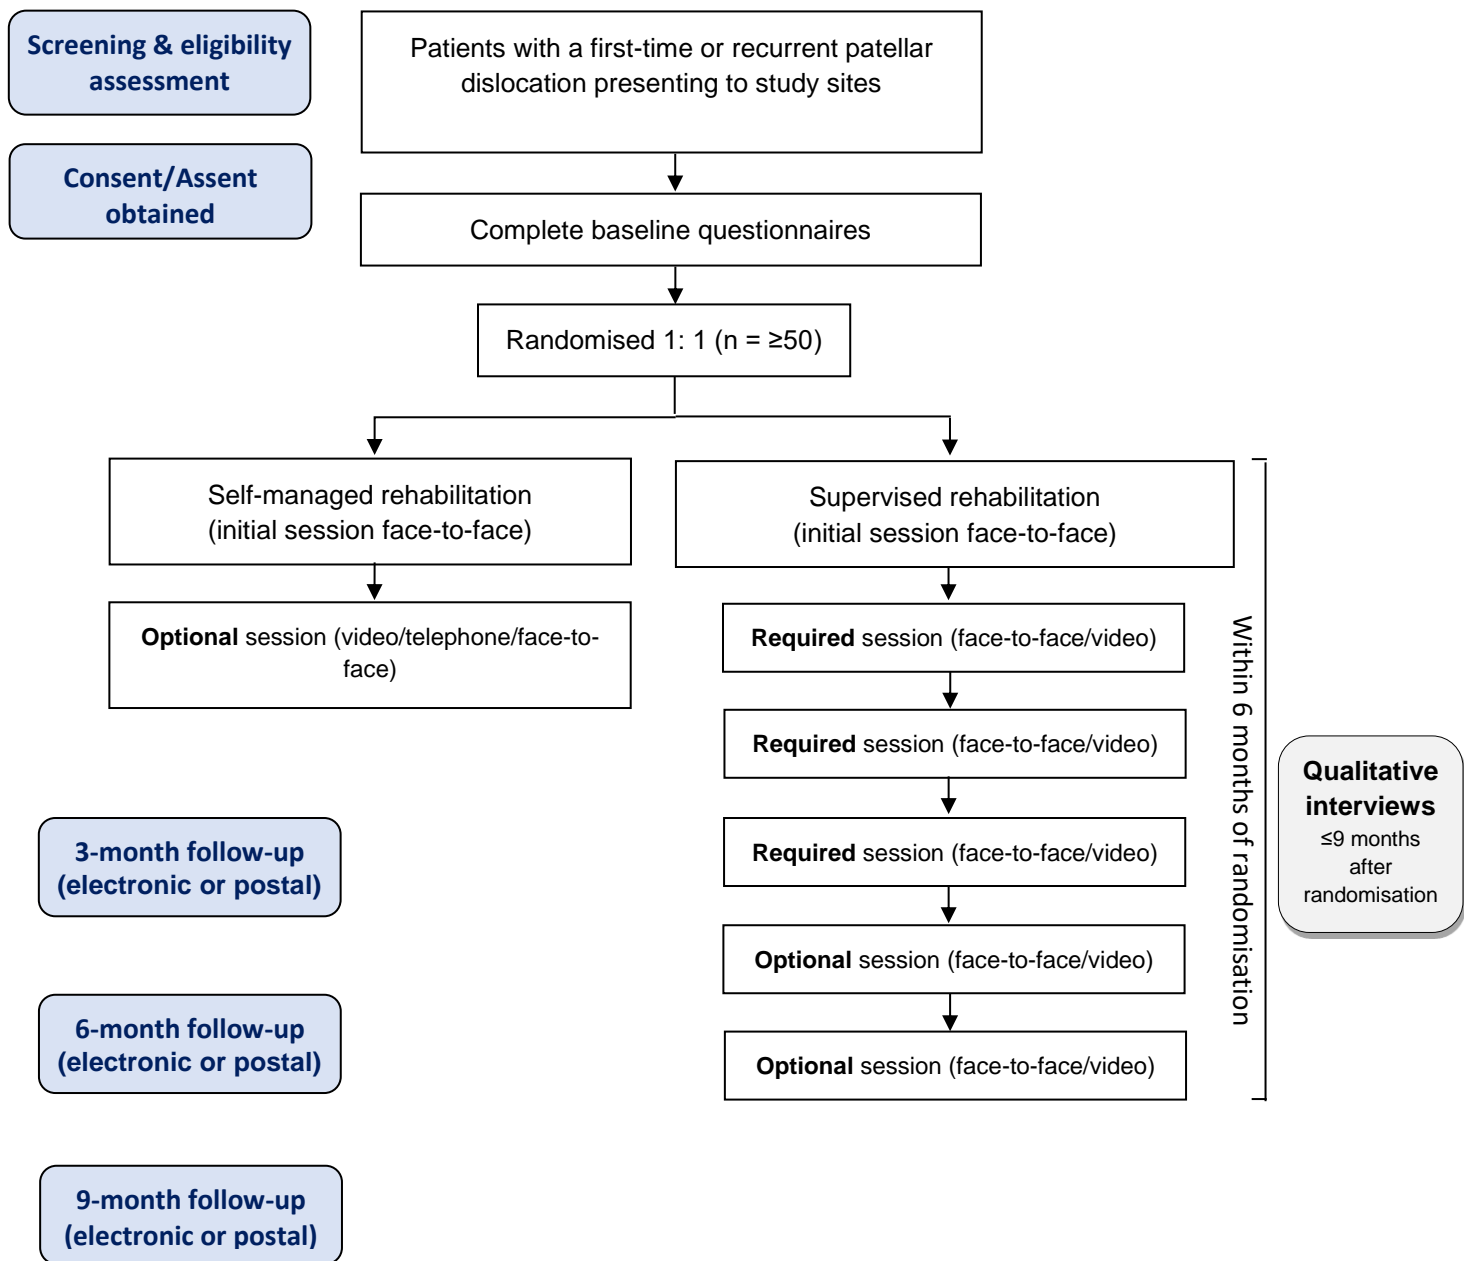 Screening & eligibility
assessment
Patients with a first-time or recurrent patellar
dislocation presenting to study sites
Consent/Assent
obtained
Complete baseline questionnaires
Randomised 1: 1 (n = ≥50)
Self-managed rehabilitation
(initial session face-to-face)
Optional session (video/telephone/face-to-
face)
Supervised rehabilitation
(initial session face-to-face)
Required session (face-to-face/video)
Required session (face-to-face/video)
Required session (face-to-face/video)
Optional session (face-to-face/video)
Optional session (face-to-face/video)
Within 6 months of randomisation
Qualitative
interviews
≤9 months
after
randomisation
3-month follow-up
(electronic or postal)
6-month follow-up
(electronic or postal)
9-month follow-up
(electronic or postal)